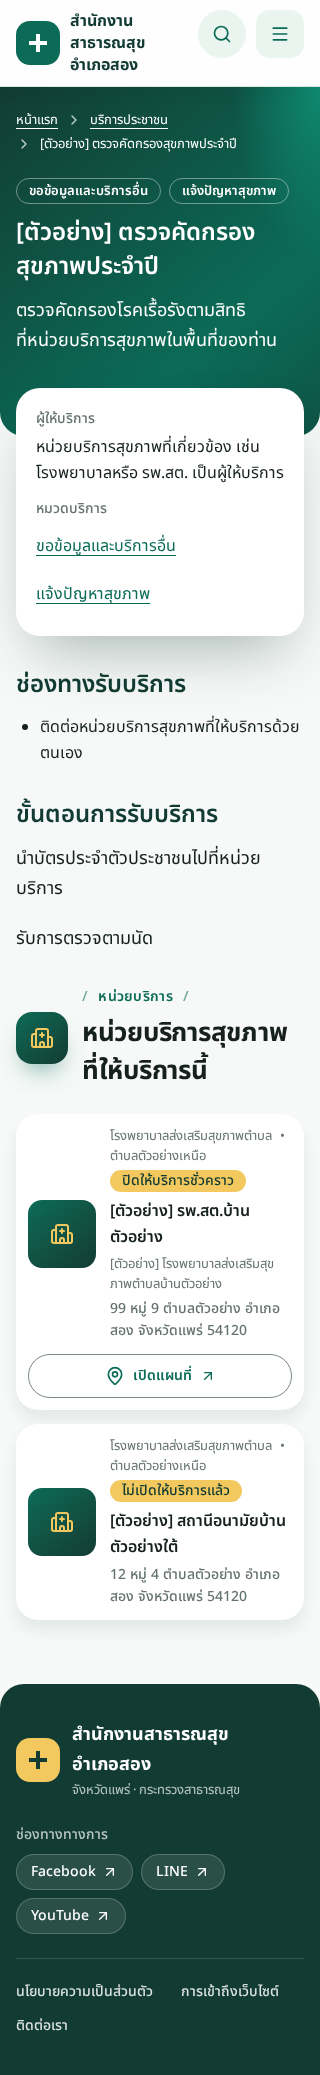 สำนักงาน
สาธารณสุข
อำเภอสอง
หน้าแรก
บริการประชาชน
[ตัวอย่าง] ตรวจคัดกรองสุขภาพประจำปี
ขอข้อมูลและบริการอื่น
แจ้งปัญหาสุขภาพ
[ตัวอย่าง] ตรวจคัดกรอง
สุขภาพประจำปี
ตรวจคัดกรองโรคเรื้อรังตามสิทธิ
ที่หน่วยบริการสุขภาพในพื้นที่ของท่าน
ผู้ให้บริการ
หน่วยบริการสุขภาพที่เกี่ยวข้อง เช่น
โรงพยาบาลหรือ รพ.สต. เป็นผู้ให้บริการ
หมวดบริการ
ขอข้อมูลและบริการอื่น
แจ้งปัญหาสุขภาพ
ช่องทางรับบริการ
• ติดต่อหน่วยบริการสุขภาพที่ให้บริการด้วย
ตนเอง
ขั้นตอนการรับบริการ
นำบัตรประจำตัวประชาชนไปที่หน่วย
บริการ
รับการตรวจตามนัด
/ หน่วยบริการ /
หน่วยบริการสุขภาพ
ที่ให้บริการนี้
โรงพยาบาลส่งเสริมสุขภาพตำบล •
ตำบลตัวอย่างเหนือ
ปิดให้บริการชั่วคราว
[ตัวอย่าง] รพ.สต.บ้าน
ตัวอย่าง
[ตัวอย่าง] โรงพยาบาลส่งเสริมสุข
ภาพตำบลบ้านตัวอย่าง
99 หมู่ 9 ตำบลตัวอย่าง อำเภอ
สอง จังหวัดแพร่ 54120
เปิดแผนที่
โรงพยาบาลส่งเสริมสุขภาพตำบล •
ตำบลตัวอย่างเหนือ
ไม่เปิดให้บริการแล้ว
[ตัวอย่าง] สถานีอนามัยบ้าน
ตัวอย่างใต้
12 หมู่ 4 ตำบลตัวอย่าง อำเภอ
สอง จังหวัดแพร่ 54120
สำนักงานสาธารณสุข
อำเภอสอง
จังหวัดแพร่ · กระทรวงสาธารณสุข
ช่องทางทางการ
Facebook
LINE
YouTube
นโยบายความเป็นส่วนตัว
การเข้าถึงเว็บไซต์
ติดต่อเรา